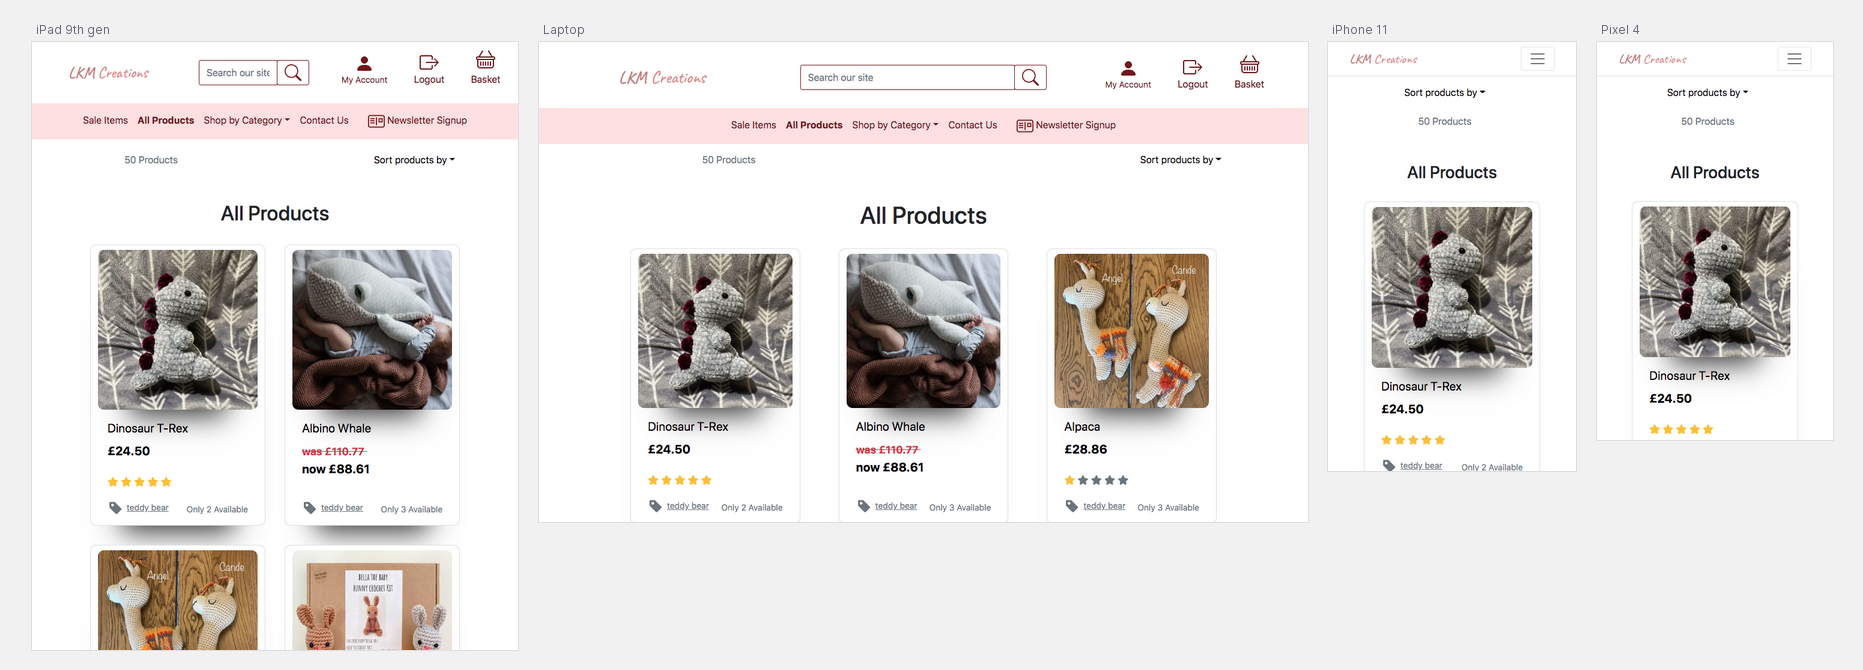 iPad 9th gen
LKM Creations
Search our site
My Account
Logout
Basket
Sale Items
All Products
Shop by Category
Contact Us
Newsletter Signup
50 Products
Sort products by
All Products
Dinosaur T-Rex
£24.50
teddy bear
Only 2 Available
Albino Whale
was £110.77
now £88.61
teddy bear
Only 3 Available
Angel
Cande
BELLA THE BABY
BUNNY CROCHET KIT
Laptop
LKM Creations
Search our site
My Account
Logout
Basket
Sale Items
All Products
Shop by Category
Contact Us
Newsletter Signup
50 Products
Sort products by
All Products
Dinosaur T-Rex
£24.50
teddy bear
Only 2 Available
Albino Whale
was £110.77
now £88.61
teddy bear
Only 3 Available
Angel
Cande
Alpaca
£28.86
teddy bear
Only 3 Available
iPhone 11
LKM Creations
Sort products by
50 Products
All Products
Dinosaur T-Rex
£24.50
teddy bear
Only 2 Available
Pixel 4
LKM Creations
Sort products by
50 Products
All Products
Dinosaur T-Rex
£24.50